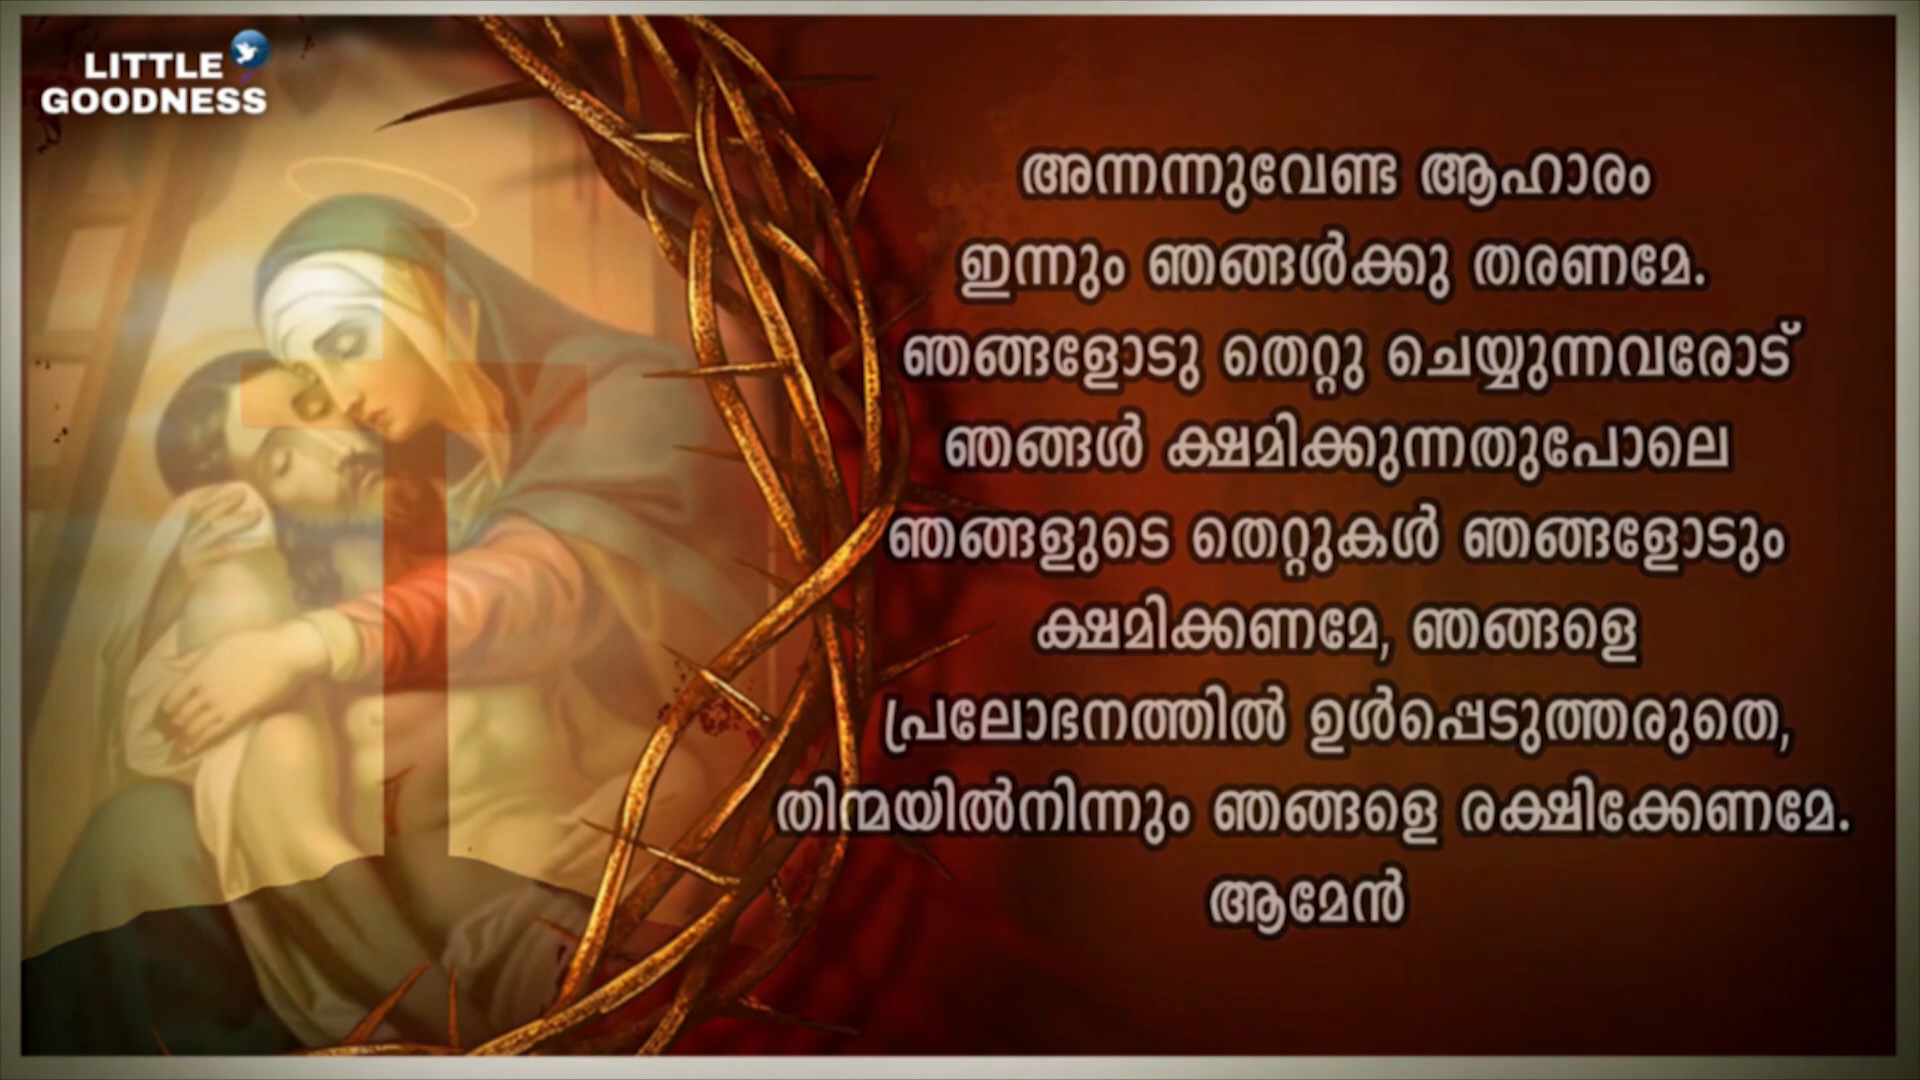 LITTLE
GOODNESS
അന്നന്നുവേണ്ട ആഹാരം
ഇന്നും ഞങ്ങൾക്കു തരണമേ.
ഞങ്ങളോടു തെറ്റു ചെയ്യുന്നവരോട്
ഞങ്ങൾ ക്ഷമിക്കുന്നതുപോലെ
ഞങ്ങളുടെ തെറ്റുകൾ ഞങ്ങളോടും
ക്ഷമിക്കണമേ, ഞങ്ങളെ
പ്രലോഭനത്തിൽ ഉൾപ്പെടുത്തരുതെ,
തിന്മയിൽനിന്നും ഞങ്ങളെ രക്ഷിക്കേണമേ.
ആമേൻ